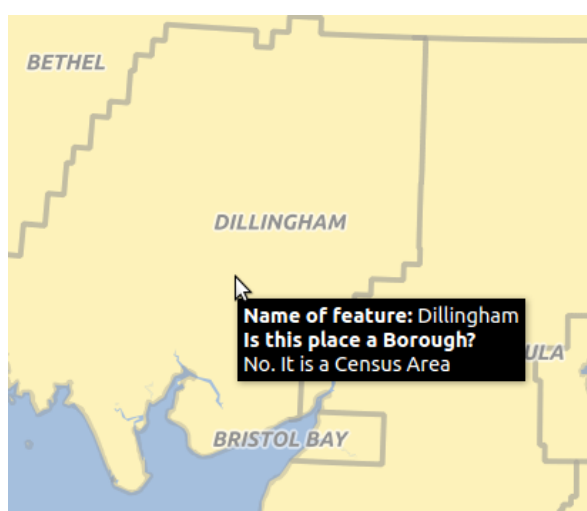 BETHEL
DILLINGHAM
Name of feature: Dillingham
Is this place a Borough?
ULA
No. It is a Census Area
BRISTOL BAY